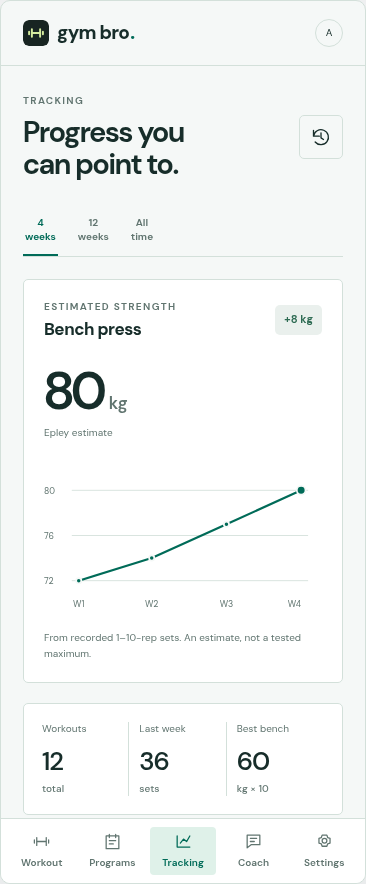 gym bro.
A
TRACKING
Progress you
can point to.
4
weeks
12
weeks
All
time
ESTIMATED STRENGTH
Bench press
+8 kg
80 kg
Epley estimate
80
76
72
W1 W2 W3 W4
From recorded 1–10-rep sets. An estimate, not a tested
maximum.
Workouts
12
total
Last week
36
sets
Best bench
60
kg × 10
Workout
Programs
Tracking
Coach
Settings